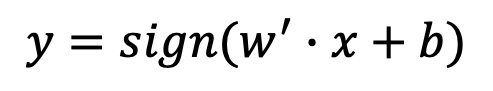 y = sign(w′ · x + b)